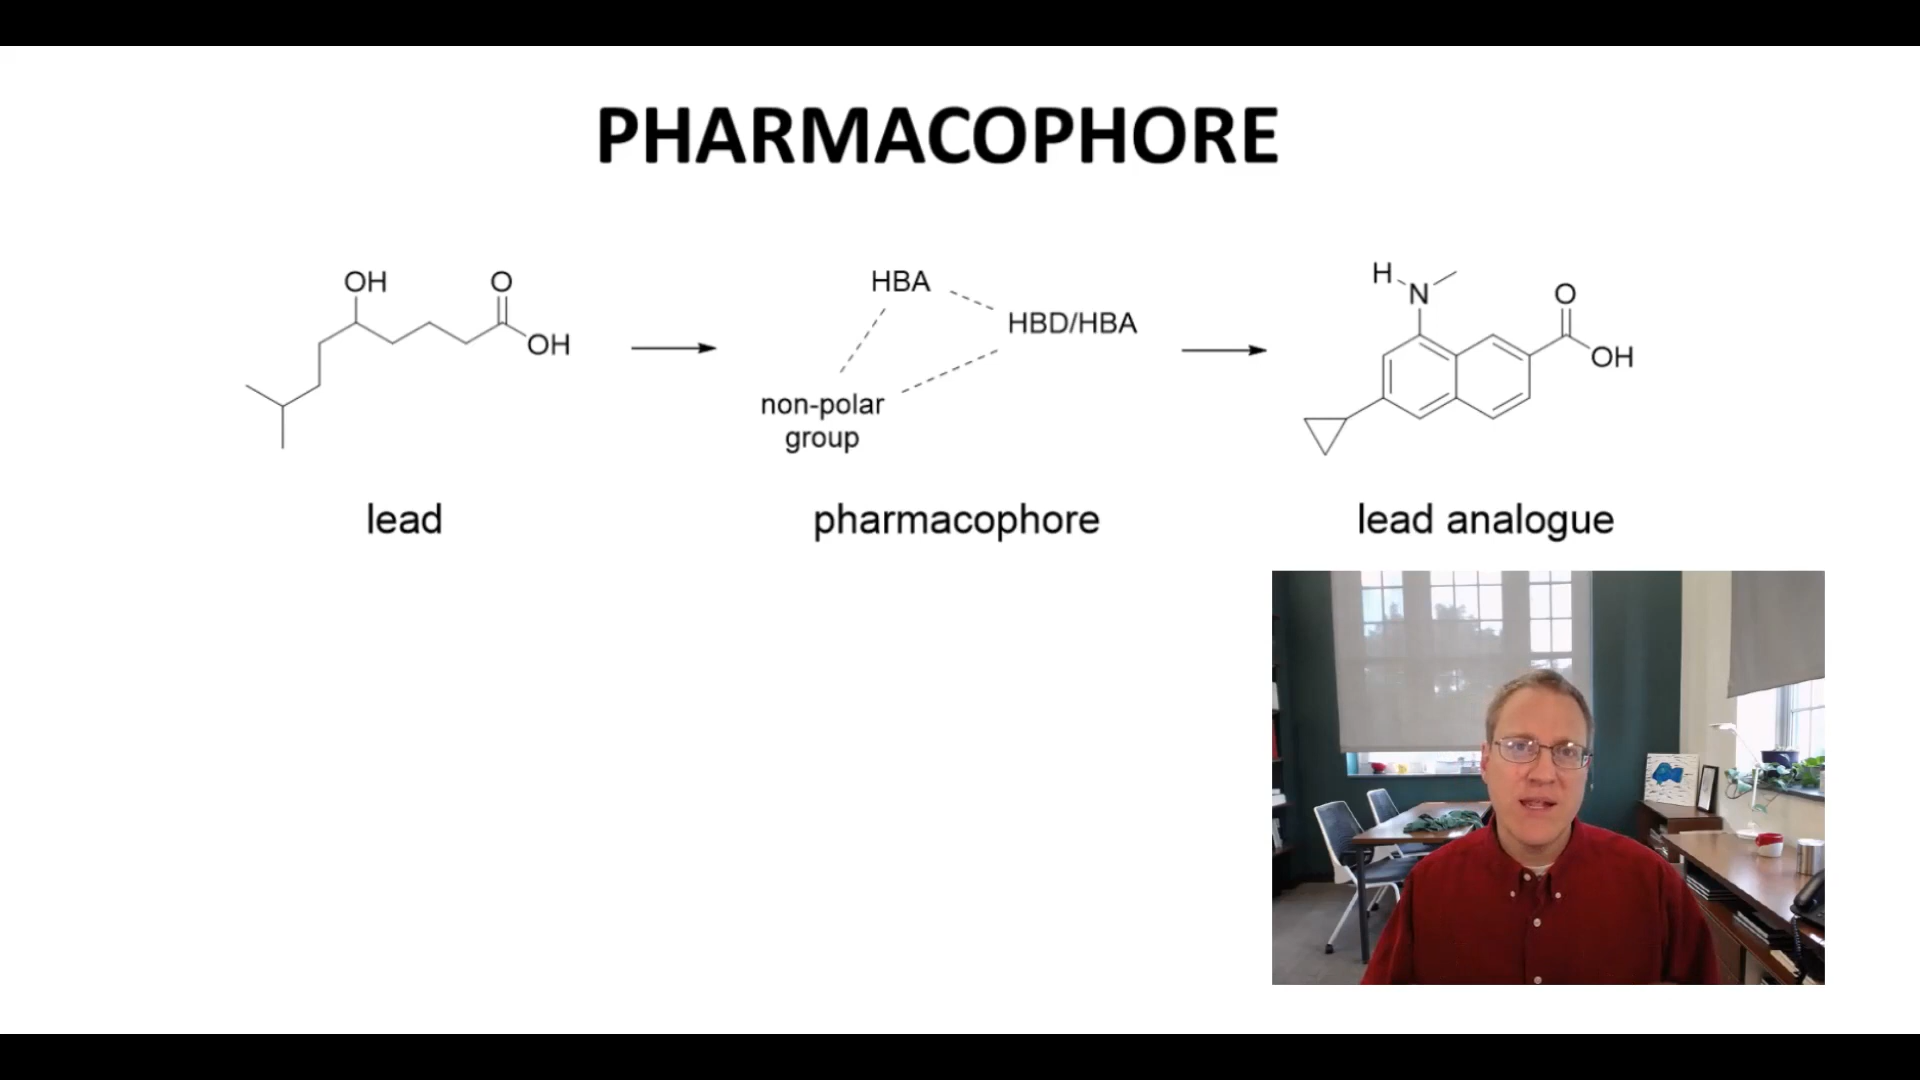 PHARMACOPHORE
OH
O
OH
HBA
HBD/HBA
non-polar
group
H
N
O
OH
lead
pharmacophore
lead analogue